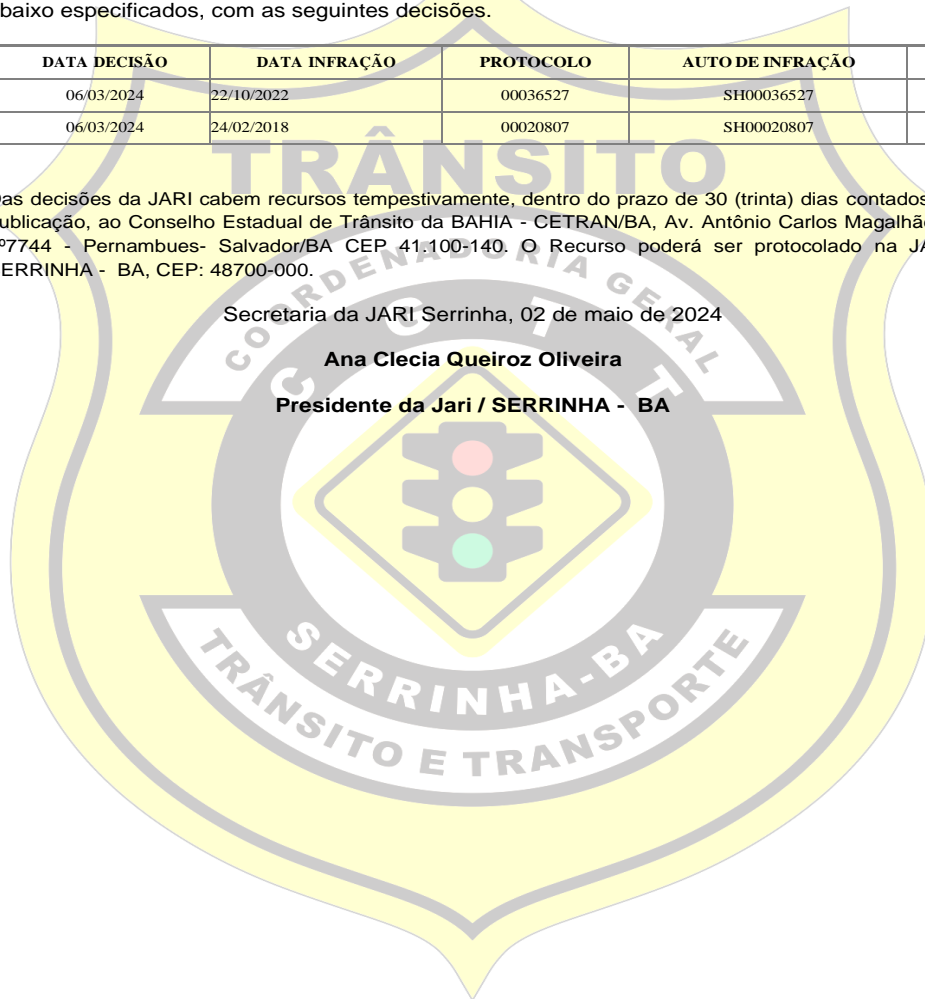 baixo especificados, com as seguintes decisões.
DATA DECISÃO DATA INFRAÇÃO PROTOCOLO AUTO DE INFRAÇÃO
06/03/2024 22/10/2022 00036527 SH00036527
06/03/2024 24/02/2018 00020807 SH00020807
TRÂNSITO
as decisões da JARI cabem recursos tempestivamente, dentro do prazo de 30 (trinta) dias contados
ublicação, ao Conselho Estadual de Trânsito da BAHIA - CETRAN/BA, Av. Antônio Carlos Magalhã
º7744 - Pernambues- Salvador/BA CEP 41.100-140. O Recurso poderá ser protocolado na JA
ERRINHA - BA, CEP: 48700-000.
COORDENADORIA GERAL
Secretaria da JARI Serrinha, 02 de maio de 2024
CCTT
Ana Clecia Queiroz Oliveira
Presidente da Jari / SERRINHA - BA
SERRINHA-BA
TRÂNSITO E TRANSPORTE